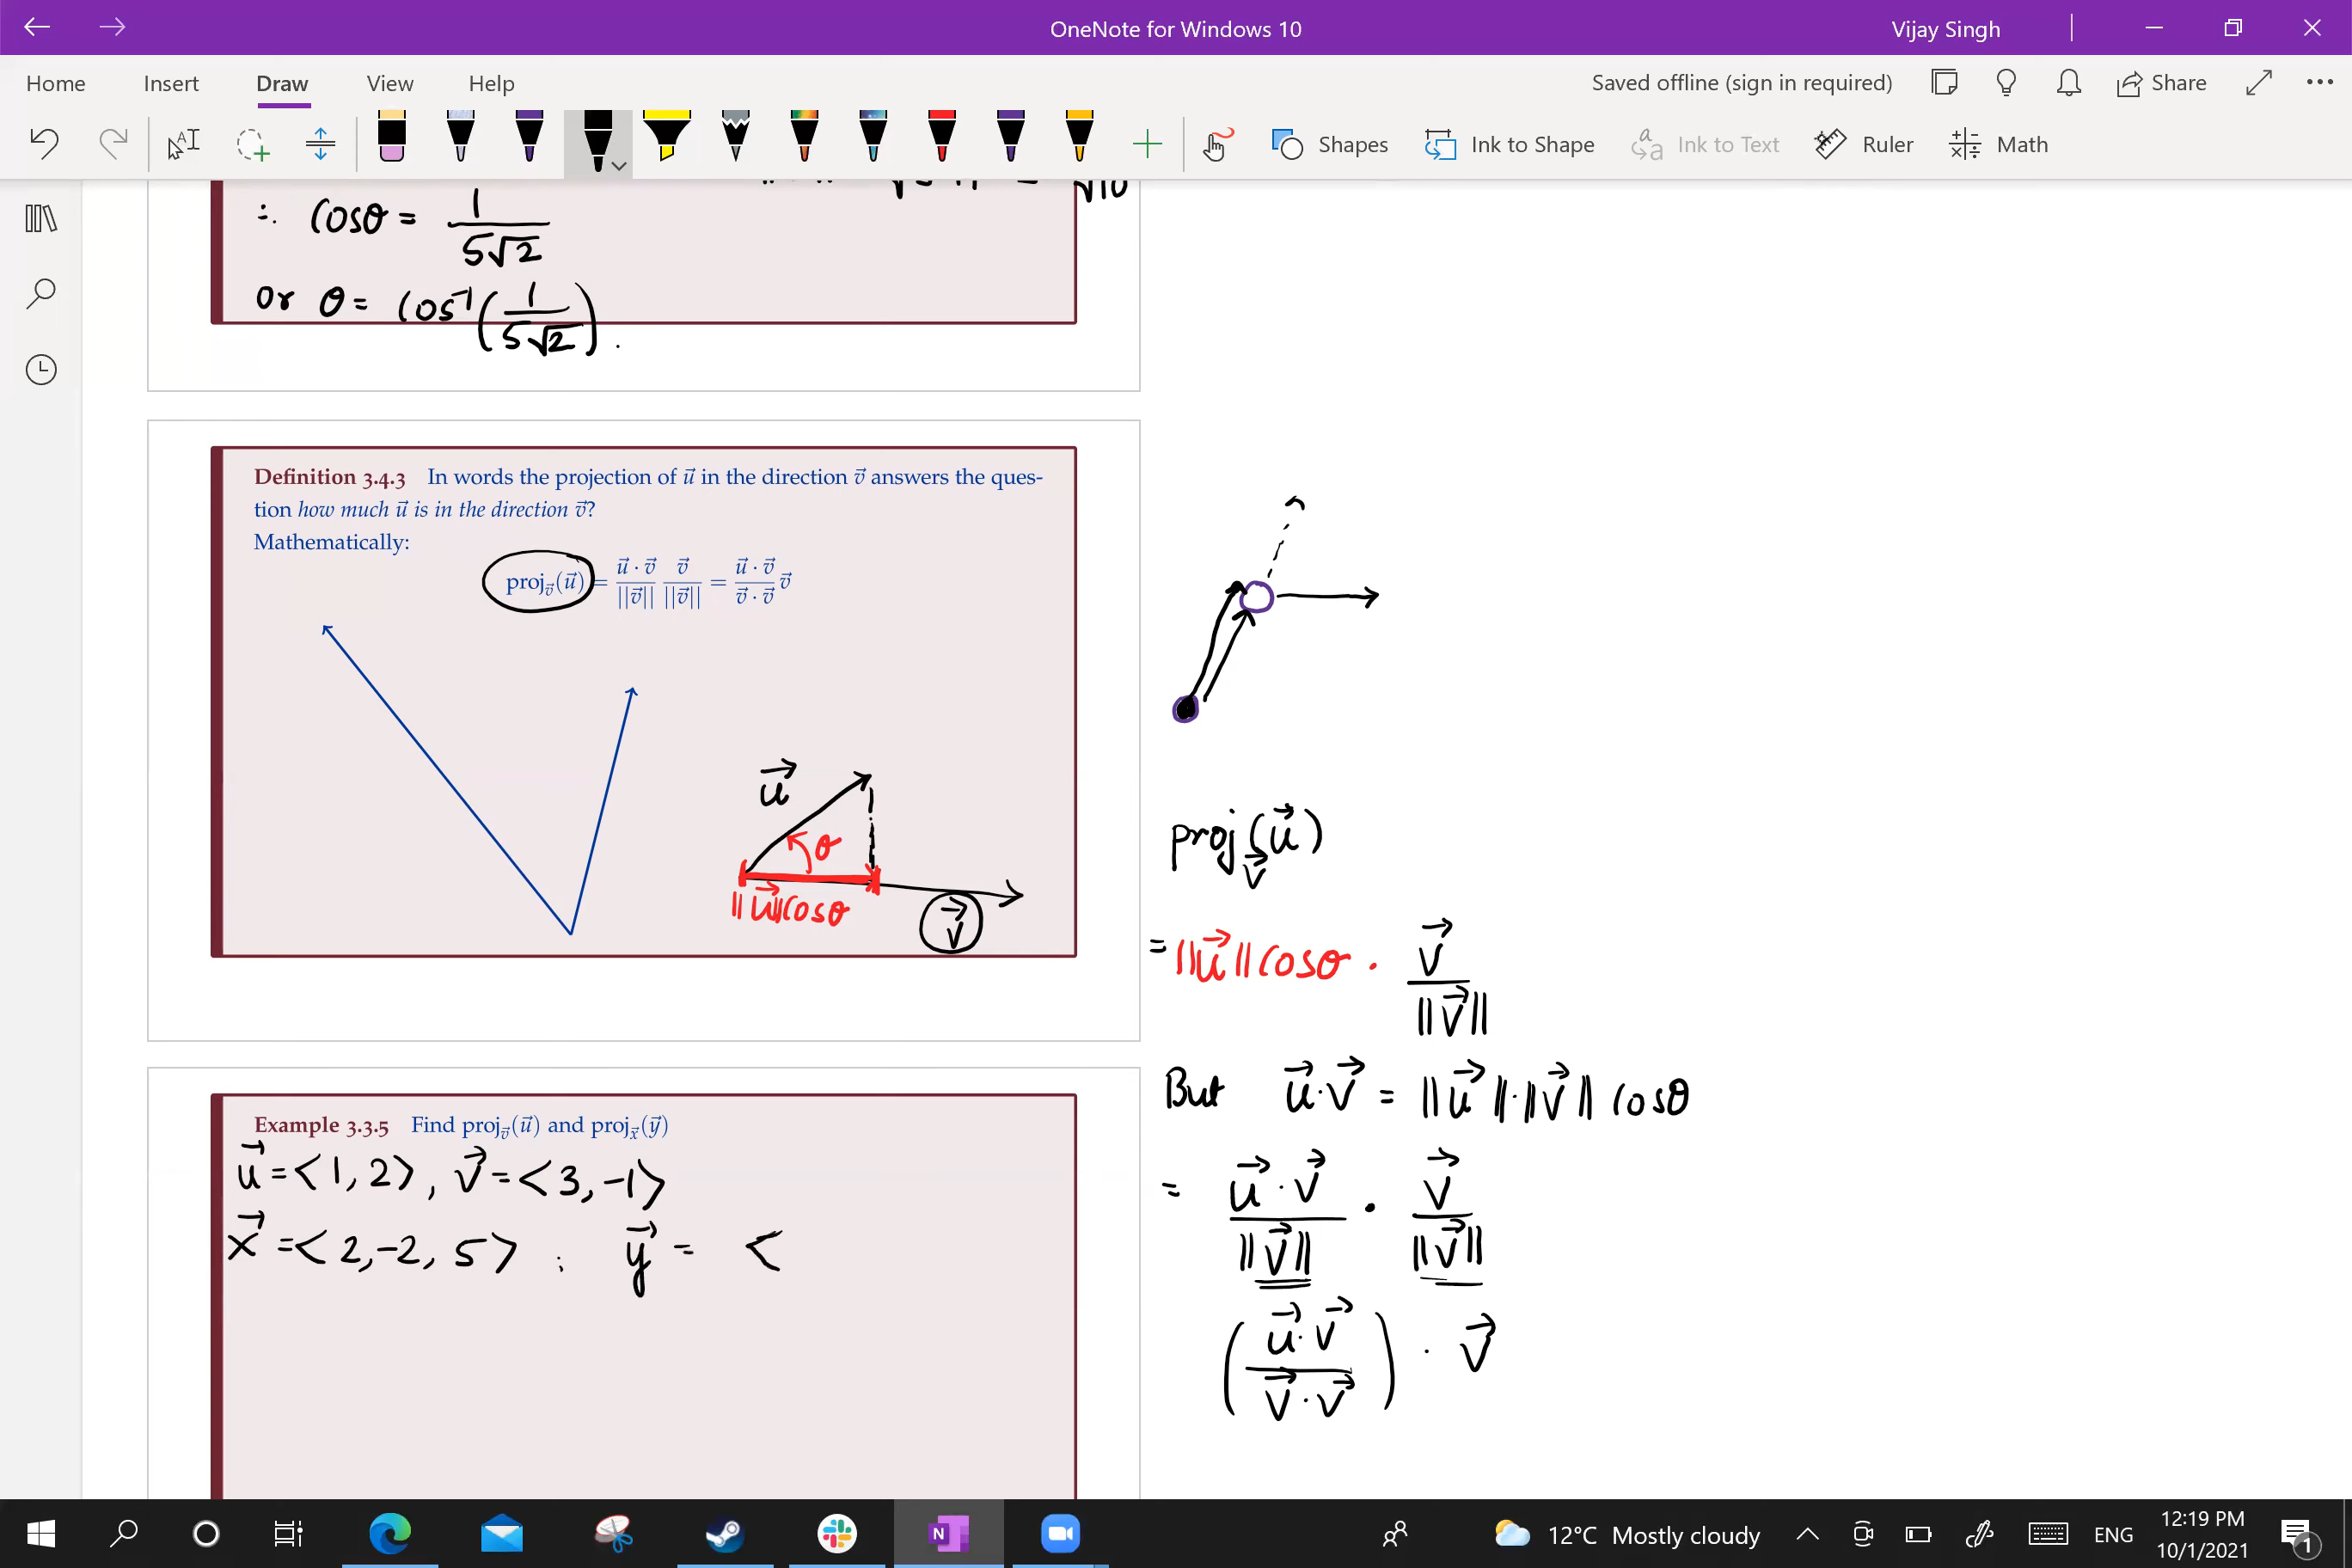 OneNote for Windows 10
Vijay Singh
Home Insert Draw View Help
Saved offline (sign in required) Share
Shapes Ink to Shape Ink to Text Ruler Math
∴ Cosθ = 1/(5√2)
√10
or θ = Cos⁻¹(1/(5√2)).
Definition 3.4.3 In words the projection of u⃗ in the direction v⃗ answers the ques-
tion how much u⃗ is in the direction v⃗?
Mathematically:
proj_v⃗(u⃗) = (u⃗ · v⃗)/||v⃗|| v⃗/||v⃗|| = (u⃗ · v⃗)/(v⃗ · v⃗) v⃗
u⃗
θ
||u⃗||cosθ
v⃗
proj_v⃗(u⃗)
= ||u⃗|| cosθ · v⃗/||v⃗||
But u⃗·v⃗ = ||u⃗||·||v⃗|| cosθ
= (u⃗·v⃗)/||v⃗|| · v⃗/||v⃗||
((u⃗·v⃗)/(v⃗·v⃗)) · v⃗
Example 3.3.5 Find proj_v⃗(u⃗) and proj_x⃗(y⃗)
u⃗ = <1, 2>, v⃗ = <3, -1>
x⃗ = <2, -2, 5> ; y⃗ = <
12°C Mostly cloudy
ENG
12:19 PM
10/1/2021
1